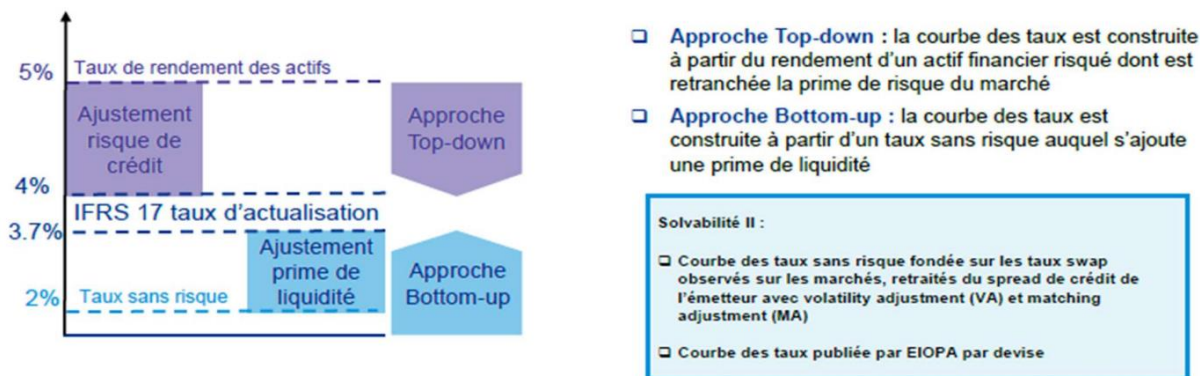 5%
Taux de rendement des actifs
Ajustement
risque de
crédit
Approche
Top-down
4%
IFRS 17 taux d'actualisation
3.7%
Ajustement
prime de
liquidité
Approche
Bottom-up
2%
Taux sans risque
❑ Approche Top-down : la courbe des taux est construite
à partir du rendement d'un actif financier risqué dont est
retranchée la prime de risque du marché
❑ Approche Bottom-up : la courbe des taux est
construite à partir d'un taux sans risque auquel s'ajoute
une prime de liquidité
Solvabilité II :
❑ Courbe des taux sans risque fondée sur les taux swap
observés sur les marchés, retraités du spread de crédit de
l'émetteur avec volatility adjustment (VA) et matching
adjustment (MA)
❑ Courbe des taux publiée par EIOPA par devise